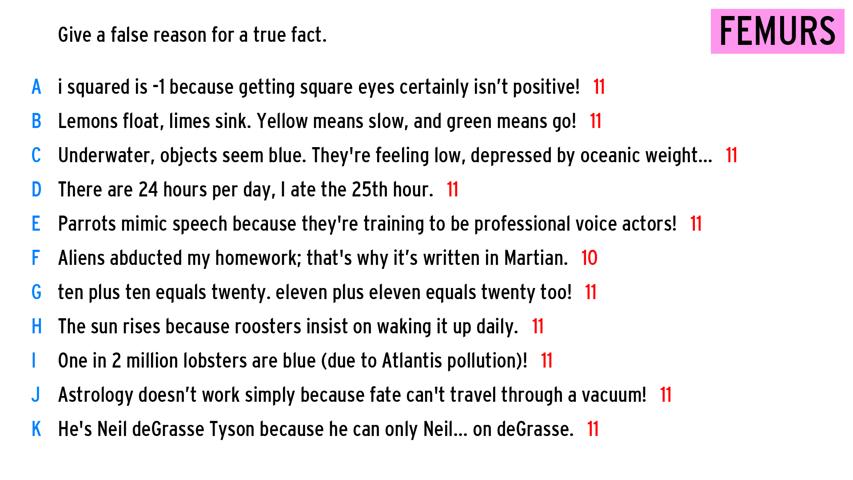 Give a false reason for a true fact.
FEMURS
A i squared is -1 because getting square eyes certainly isn’t positive! 11
B Lemons float, limes sink. Yellow means slow, and green means go! 11
C Underwater, objects seem blue. They're feeling low, depressed by oceanic weight... 11
D There are 24 hours per day, I ate the 25th hour. 11
E Parrots mimic speech because they're training to be professional voice actors! 11
F Aliens abducted my homework; that's why it’s written in Martian. 10
G ten plus ten equals twenty. eleven plus eleven equals twenty too! 11
H The sun rises because roosters insist on waking it up daily. 11
I One in 2 million lobsters are blue (due to Atlantis pollution)! 11
J Astrology doesn’t work simply because fate can't travel through a vacuum! 11
K He's Neil deGrasse Tyson because he can only Neil... on deGrasse. 11